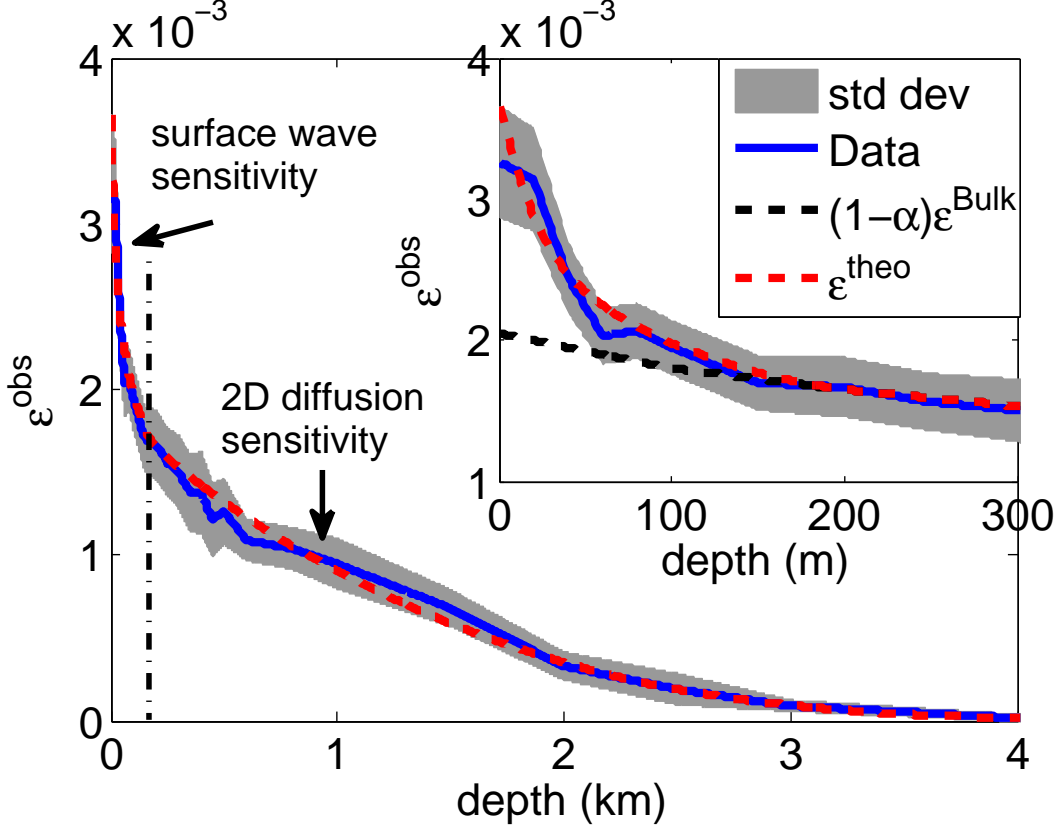 x 10⁻³
x 10⁻³
4
3
2
1
0
ε^obs
surface wave
sensitivity
2D diffusion
sensitivity
0
1
2
3
4
depth (km)
4
3
2
1
ε^obs
std dev
Data
(1-α)ε^Bulk
ε^theo
0
100
200
300
depth (m)